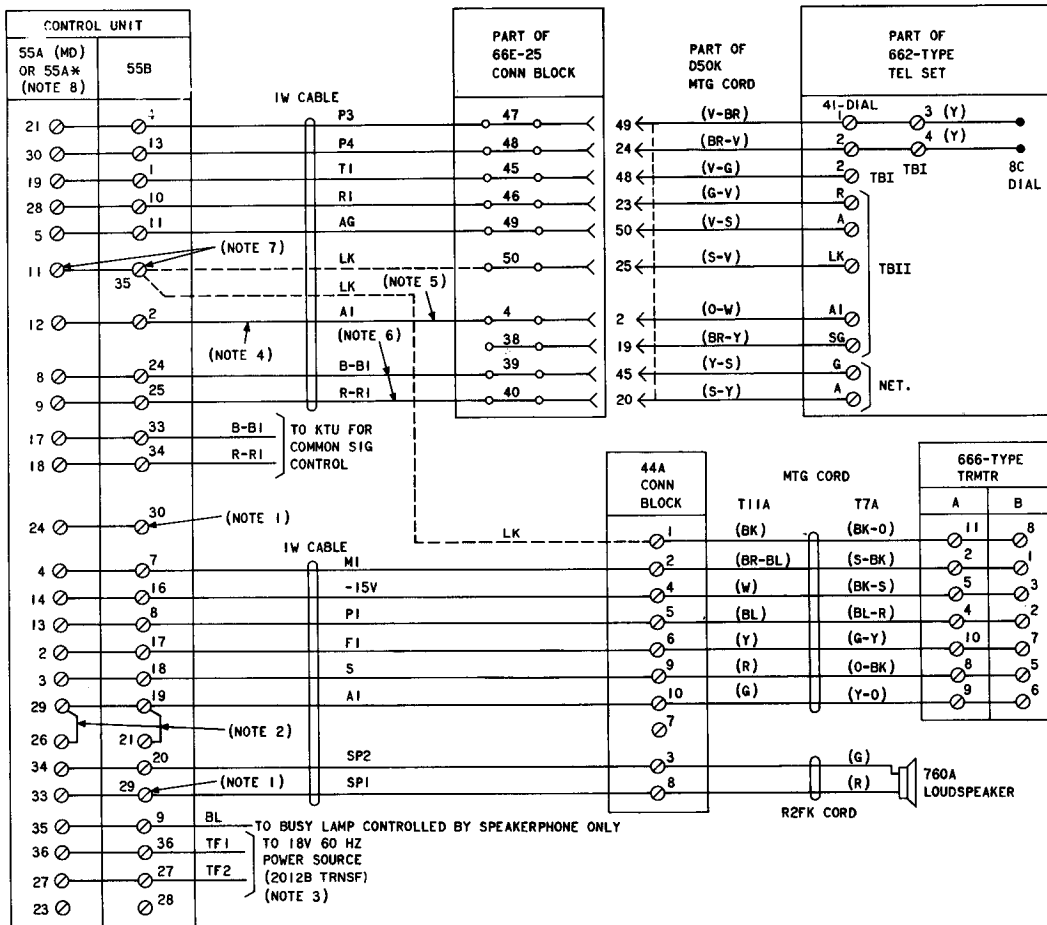 CONTROL UNIT
55A (MD)
OR 55A*
(NOTE 8)
55B
PART OF
66E-25
CONN BLOCK
PART OF
D50K
MTG CORD
PART OF
662-TYPE
TEL SET
1W CABLE
21 4 P3 47 49 (V-BR) 41-DIAL 1 3 (Y)
30 13 P4 48 24 (BR-V) 2 4 (Y)
TB1
8C
DIAL
19 1 T1 45 48 (V-G) 2 TB1
28 10 R1 46 23 (G-V) R
5 11 AG 49 50 (V-S) A
(NOTE 7)
11 35 LK 50 25 (S-V) LK
TBII
LK
(NOTE 5)
12 2 A1 4 2 (O-W) A1
(NOTE 4)
(NOTE 6)
38 19 (BR-Y) SG
8 24 B-B1 39 45 (Y-S) G
9 25 R-R1 40 20 (S-Y) A
NET.
17 33 B-B1
18 34 R-R1
TO KTU FOR
COMMON SIG
CONTROL
44A
CONN
BLOCK
MTG CORD
T11A T7A
666-TYPE
TRMTR
A B
24 30 (NOTE 1)
LK 1 (BK) (BK-O) 11 8
1W CABLE
4 7 M1 2 (BR-BL) (S-BK) 2 1
14 16 -15V 4 (W) (BK-S) 5 3
13 8 P1 5 (BL) (BL-R) 4 2
2 17 F1 6 (Y) (G-Y) 10 7
3 18 S 9 (R) (O-BK) 8 5
29 19 A1 10 (G) (Y-O) 9 6
26 21 (NOTE 2)
7
34 20 SP2 3 (G)
33 29 (NOTE 1) SP1 8 (R)
760A
LOUDSPEAKER
R2FK CORD
35 9 BL TO BUSY LAMP CONTROLLED BY SPEAKERPHONE ONLY
36 36 TF1
27 27 TF2
TO 18V 60 HZ
POWER SOURCE
(2012B TRNSF)
(NOTE 3)
23 28